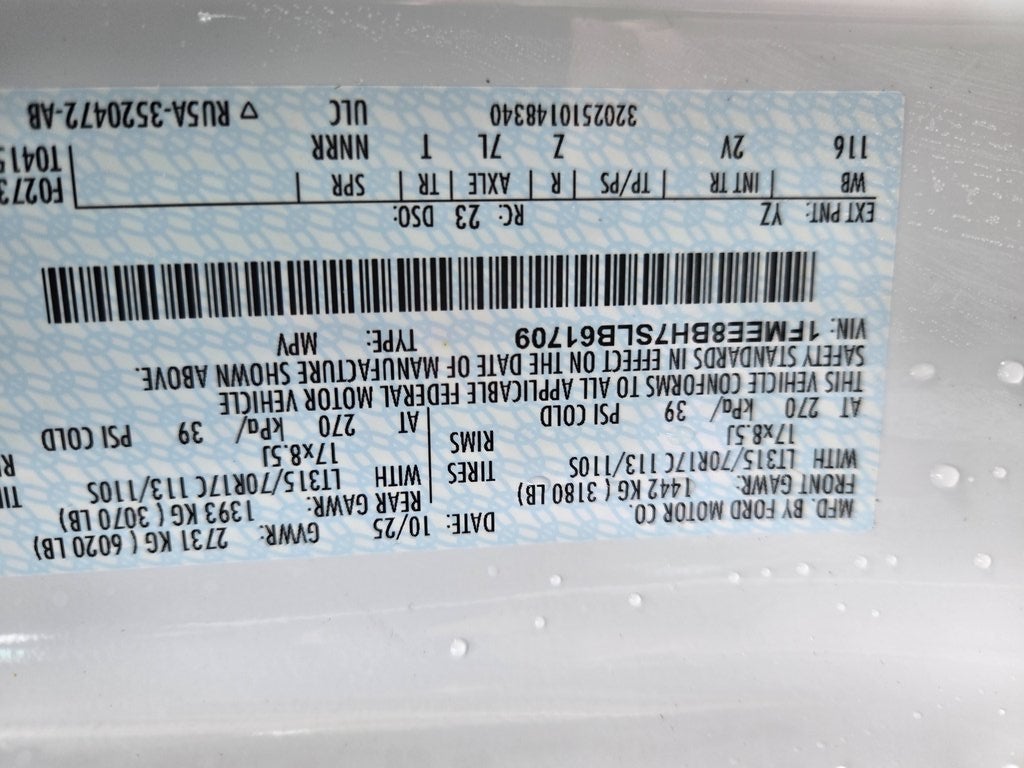 MFD. BY FORD MOTOR CO.
DATE: 10/25 GVWR: 2731 KG ( 6020 LB)
FRONT GAWR: 1442 KG ( 3180 LB) REAR GAWR: 1393 KG ( 3070 LB)
WITH LT315/70R17C 113/110S TIRES WITH LT315/70R17C 113/110S TI
17x8.5J RIMS 17x8.5J RI
AT 270 kPa/ 39 PSI COLD AT 270 kPa/ 39 PSI COLD
THIS VEHICLE CONFORMS TO ALL APPLICABLE FEDERAL MOTOR VEHICLE
SAFETY STANDARDS IN EFFECT ON THE DATE OF MANUFACTURE SHOWN ABOVE.
VIN: 1FMEE8BH7SLB61709 TYPE: MPV
EXT PNT: YZ RC: 23 DSO:
WB | INT TR | TP/PS | R | AXLE | TR | SPR | F0273
116 2V Z 7L T NNRR T0415
3202510148340 ULC ▽ RU5A-3520472-AB